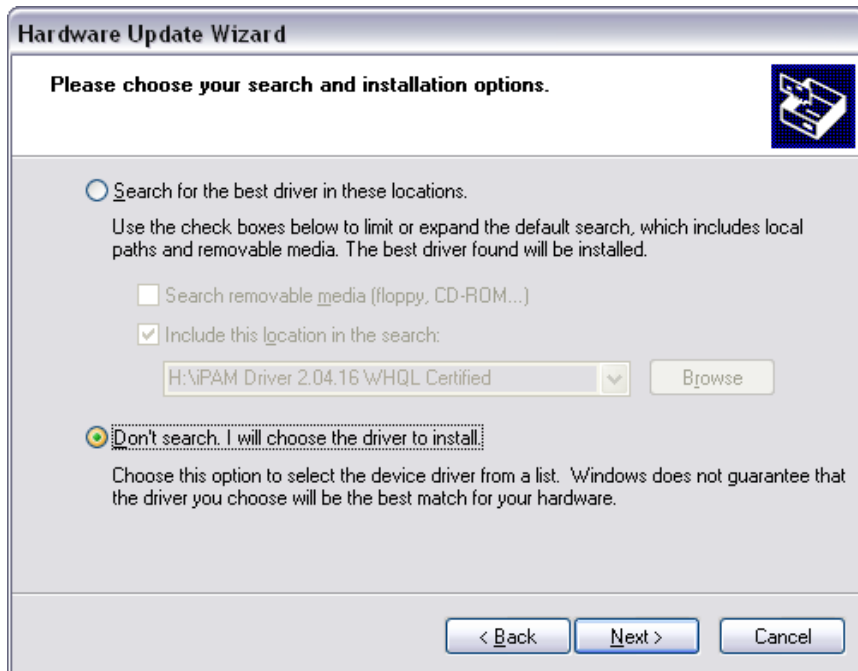 Hardware Update Wizard
Please choose your search and installation options.
Search for the best driver in these locations.
Use the check boxes below to limit or expand the default search, which includes local
paths and removable media. The best driver found will be installed.
Search removable media (floppy, CD-ROM...)
Include this location in the search:
H:\iPAM Driver 2.04.16 WHQL Certified
Browse
Don't search. I will choose the driver to install.
Choose this option to select the device driver from a list. Windows does not guarantee that
the driver you choose will be the best match for your hardware.
< Back Next > Cancel